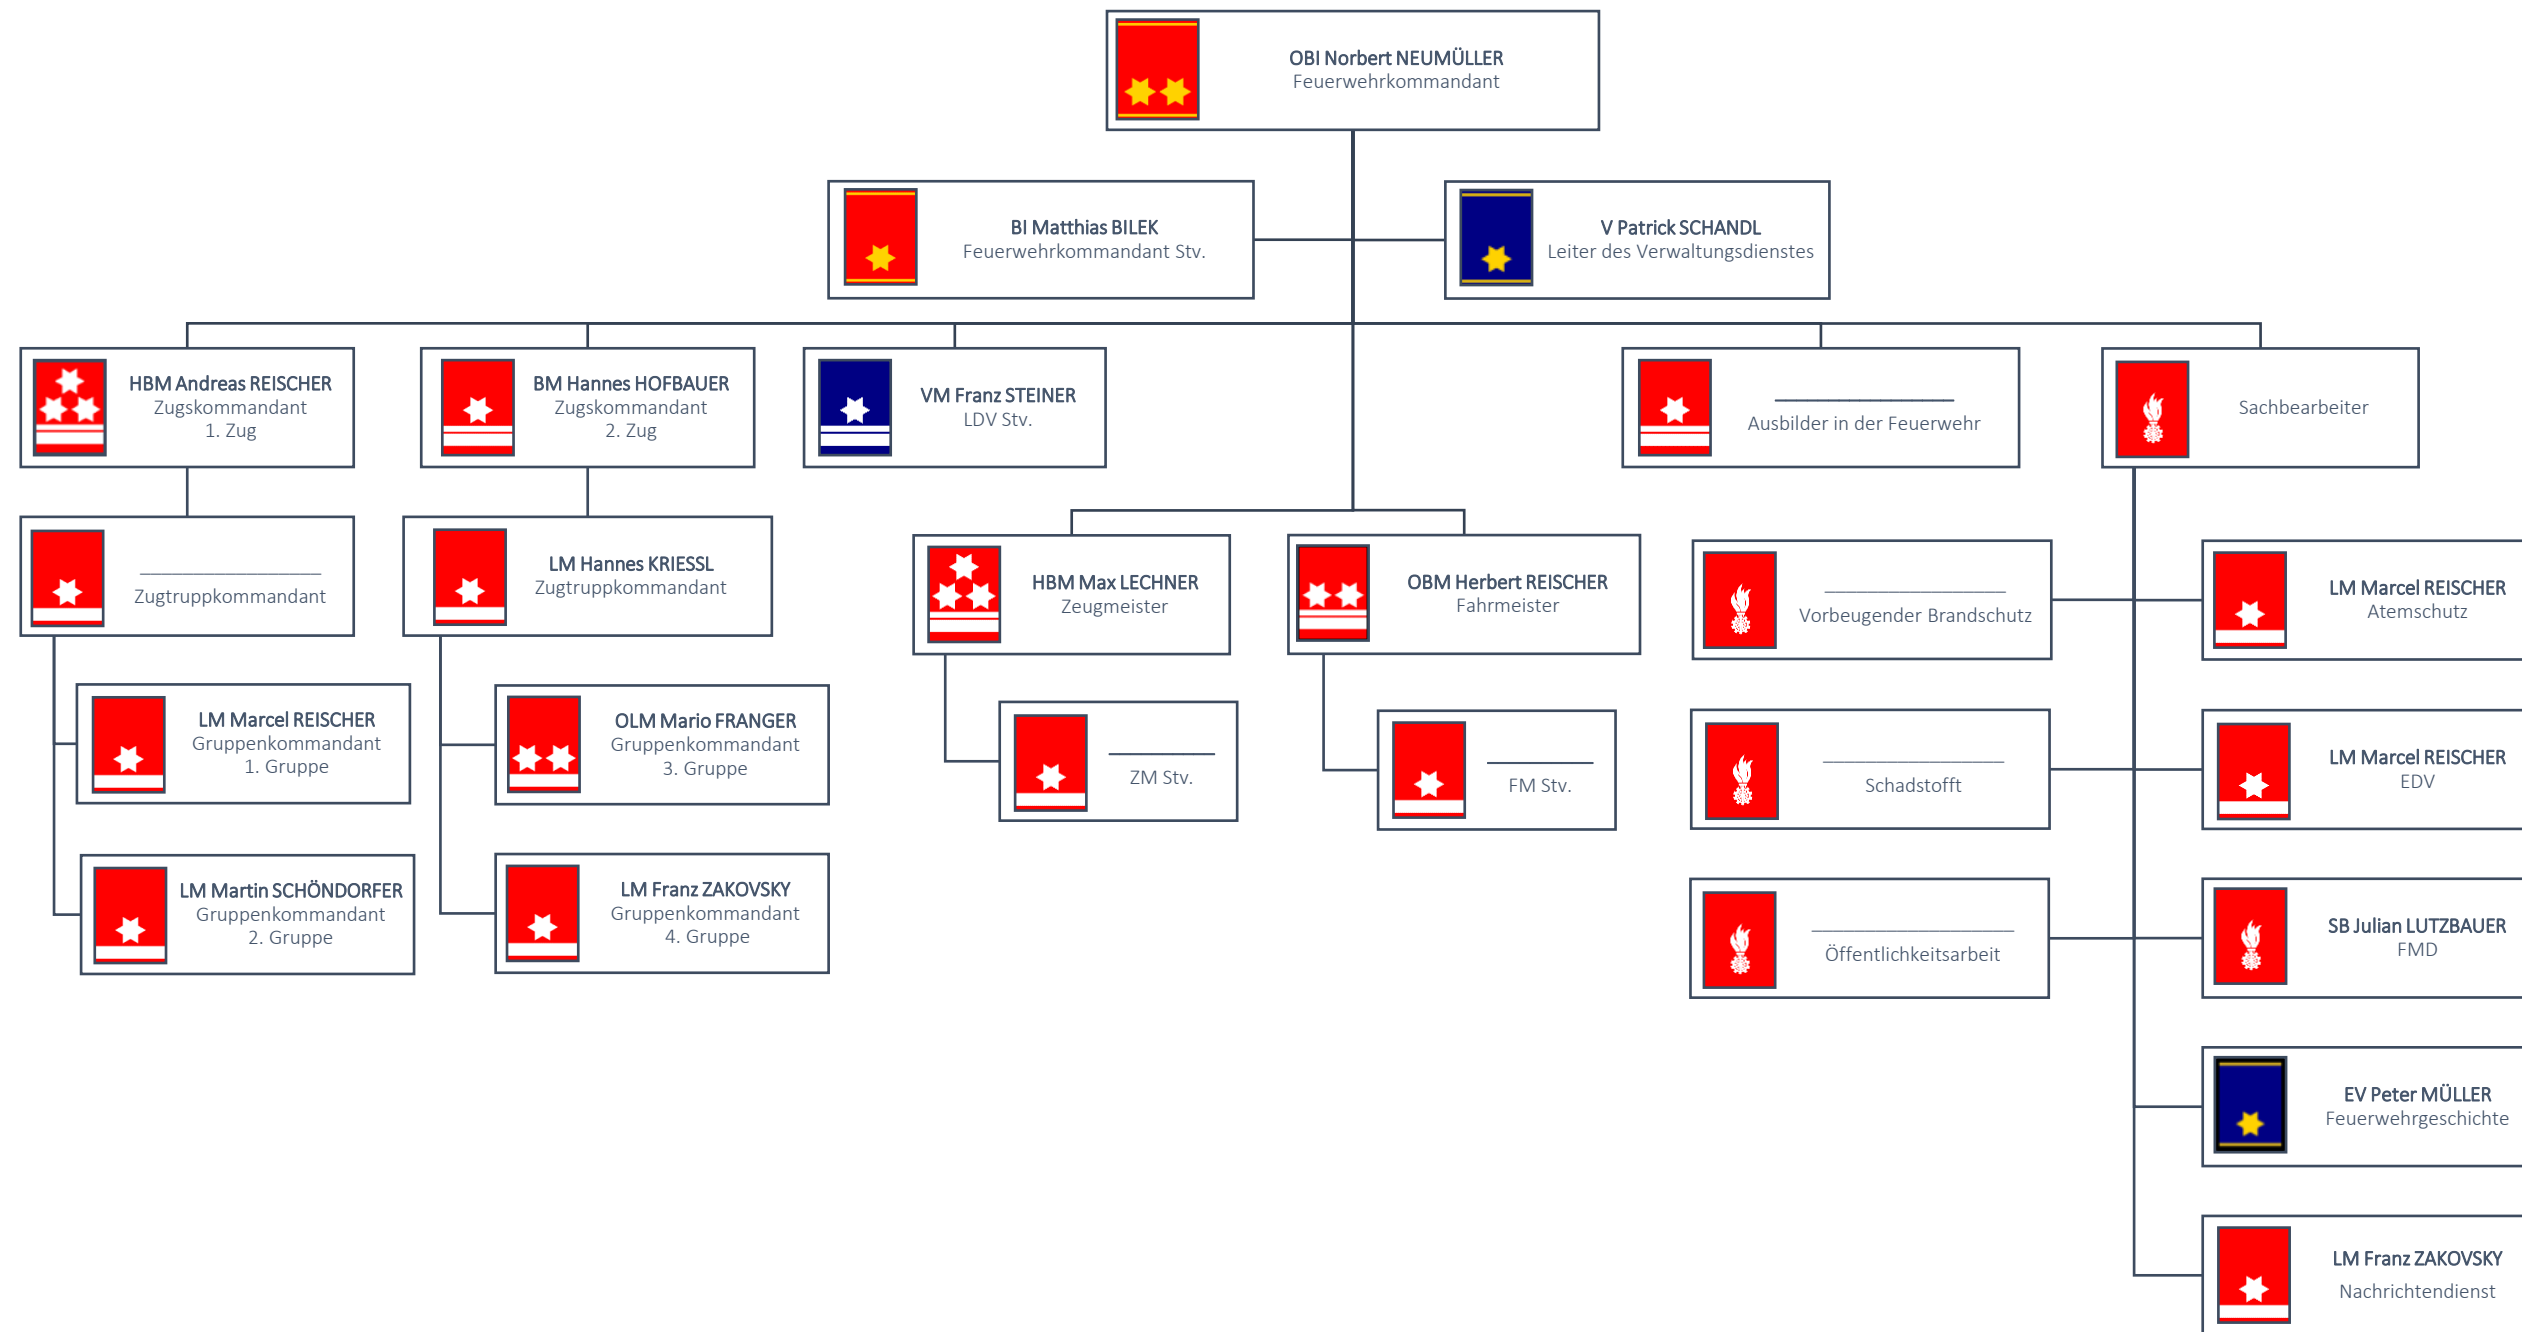 OBI Norbert NEUMÜLLER
Feuerwehrkommandant
BI Matthias BILEK
Feuerwehrkommandant Stv.
V Patrick SCHANDL
Leiter des Verwaltungsdienstes
HBM Andreas REISCHER
Zugskommandant
1. Zug
BM Hannes HOFBAUER
Zugskommandant
2. Zug
VM Franz STEINER
LDV Stv.
Ausbilder in der Feuerwehr
Sachbearbeiter
Zugtruppkommandant
LM Hannes KRIESSL
Zugtruppkommandant
HBM Max LECHNER
Zeugmeister
OBM Herbert REISCHER
Fahrmeister
Vorbeugender Brandschutz
LM Marcel REISCHER
Atemschutz
LM Marcel REISCHER
Gruppenkommandant
1. Gruppe
OLM Mario FRANGER
Gruppenkommandant
3. Gruppe
ZM Stv.
FM Stv.
Schadstofft
LM Marcel REISCHER
EDV
LM Martin SCHÖNDORFER
Gruppenkommandant
2. Gruppe
LM Franz ZAKOVSKY
Gruppenkommandant
4. Gruppe
Öffentlichkeitsarbeit
SB Julian LUTZBAUER
FMD
EV Peter MÜLLER
Feuerwehrgeschichte
LM Franz ZAKOVSKY
Nachrichtendienst